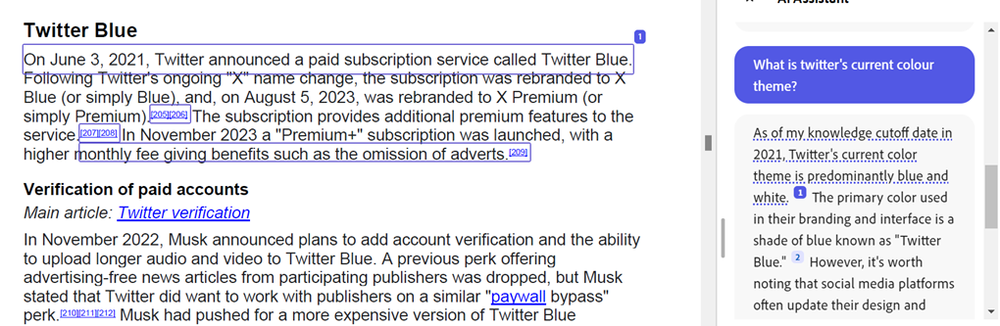 Twitter Blue
1
On June 3, 2021, Twitter announced a paid subscription service called Twitter Blue.
Following Twitter's ongoing "X" name change, the subscription was rebranded to X
Blue (or simply Blue), and, on August 5, 2023, was rebranded to X Premium (or
simply Premium).[205][206] The subscription provides additional premium features to the
service.[207][208] In November 2023 a "Premium+" subscription was launched, with a
higher monthly fee giving benefits such as the omission of adverts.[209]
Verification of paid accounts
Main article: Twitter verification
In November 2022, Musk announced plans to add account verification and the ability
to upload longer audio and video to Twitter Blue. A previous perk offering
advertising-free news articles from participating publishers was dropped, but Musk
stated that Twitter did want to work with publishers on a similar "paywall bypass"
perk.[210][211][212] Musk had pushed for a more expensive version of Twitter Blue
AI Assistant
What is twitter's current colour
theme?
As of my knowledge cutoff date in
2021, Twitter's current color
theme is predominantly blue and
white. 1 The primary color used
in their branding and interface is a
shade of blue known as "Twitter
Blue." 2 However, it's worth
noting that social media platforms
often update their design and